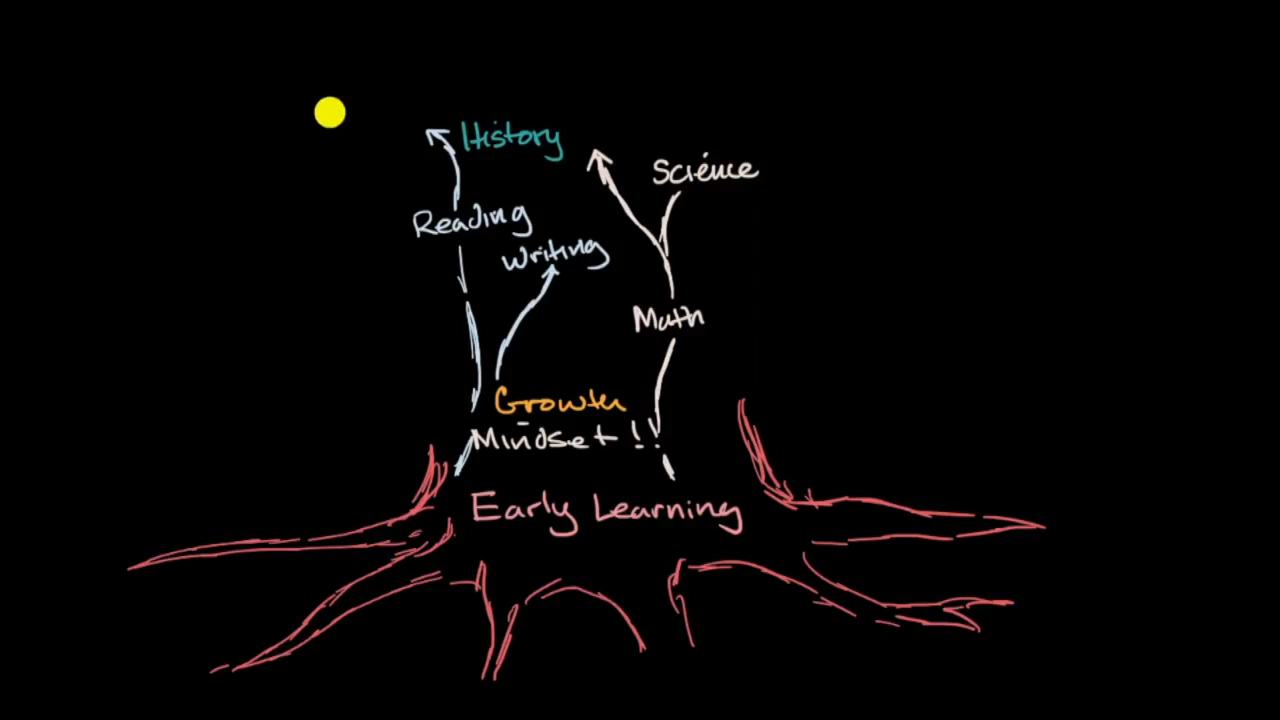 History
Science
Reading
Writing
Math
Growth
Mindset !!
Early Learning